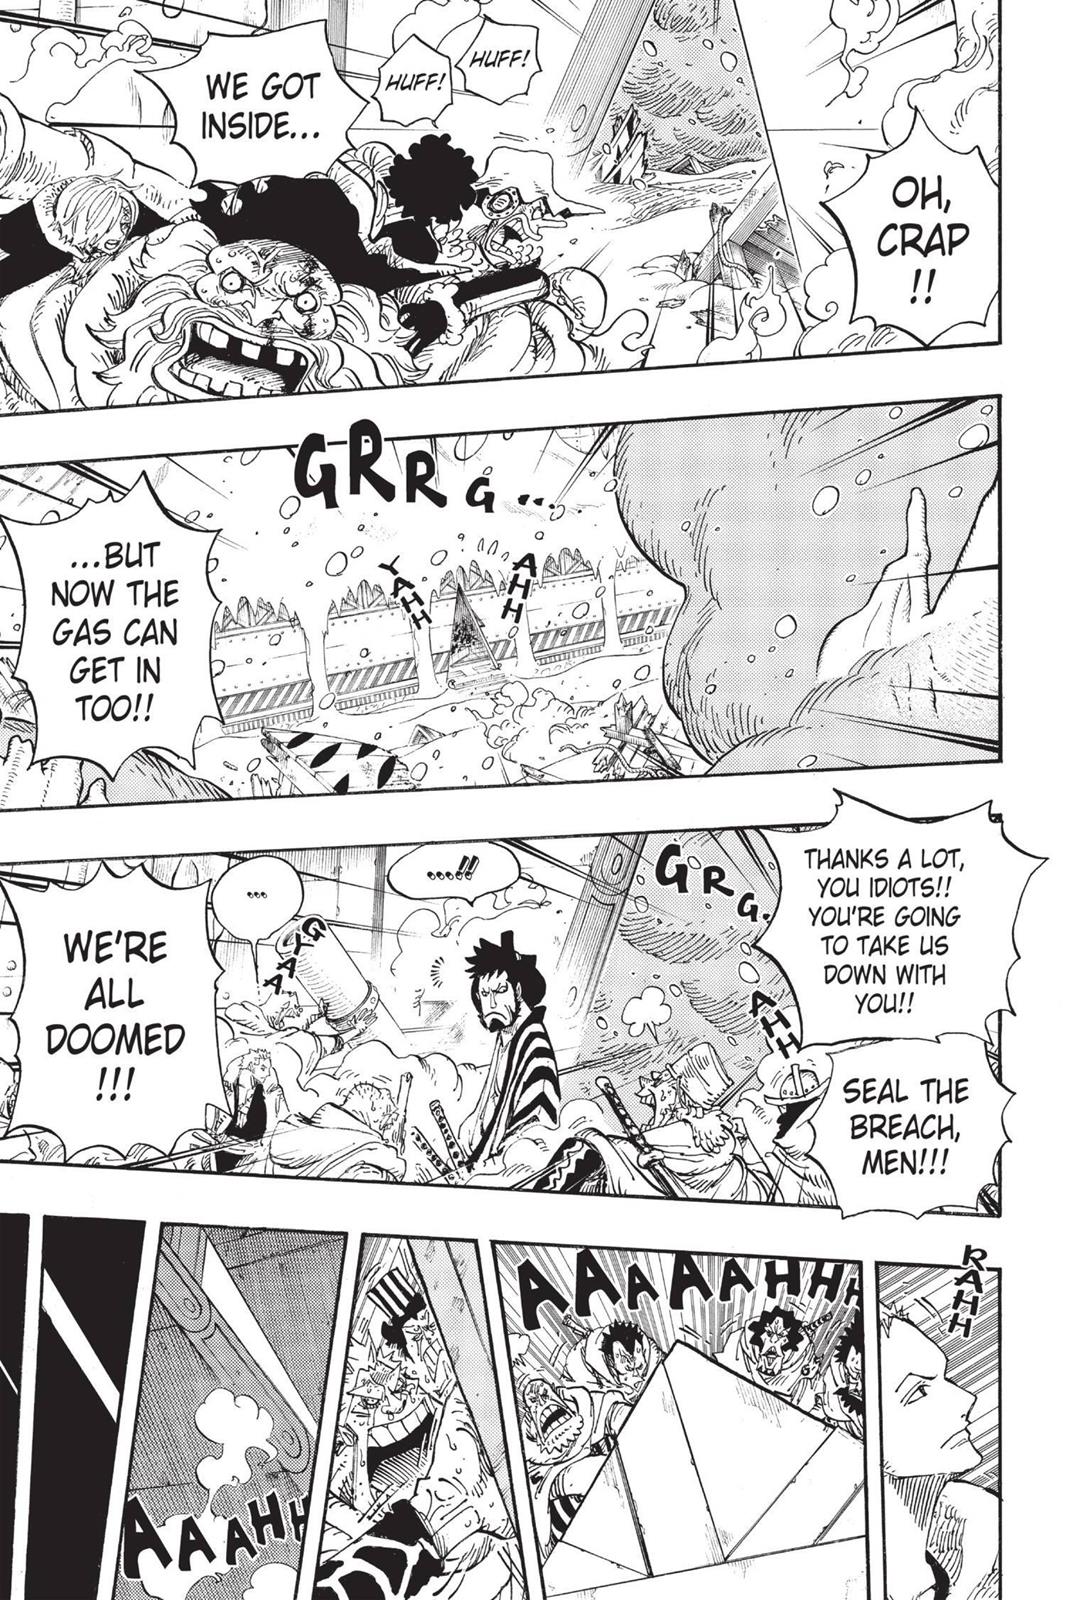 OH,
CRAP
!!
HUFF!
HUFF!
WE GOT
INSIDE...
GRRG...
AHH
YAHH
...BUT
NOW THE
GAS CAN
GET IN
TOO!!
THANKS A LOT,
YOU IDIOTS!!
YOU'RE GOING
TO TAKE US
DOWN WITH
YOU!!
SEAL THE
BREACH,
MEN!!!
GRG.
AHH
....!!
...
GYAA
WE'RE
ALL
DOOMED
!!!
RAHH
AAAAAHHH
AAAHH